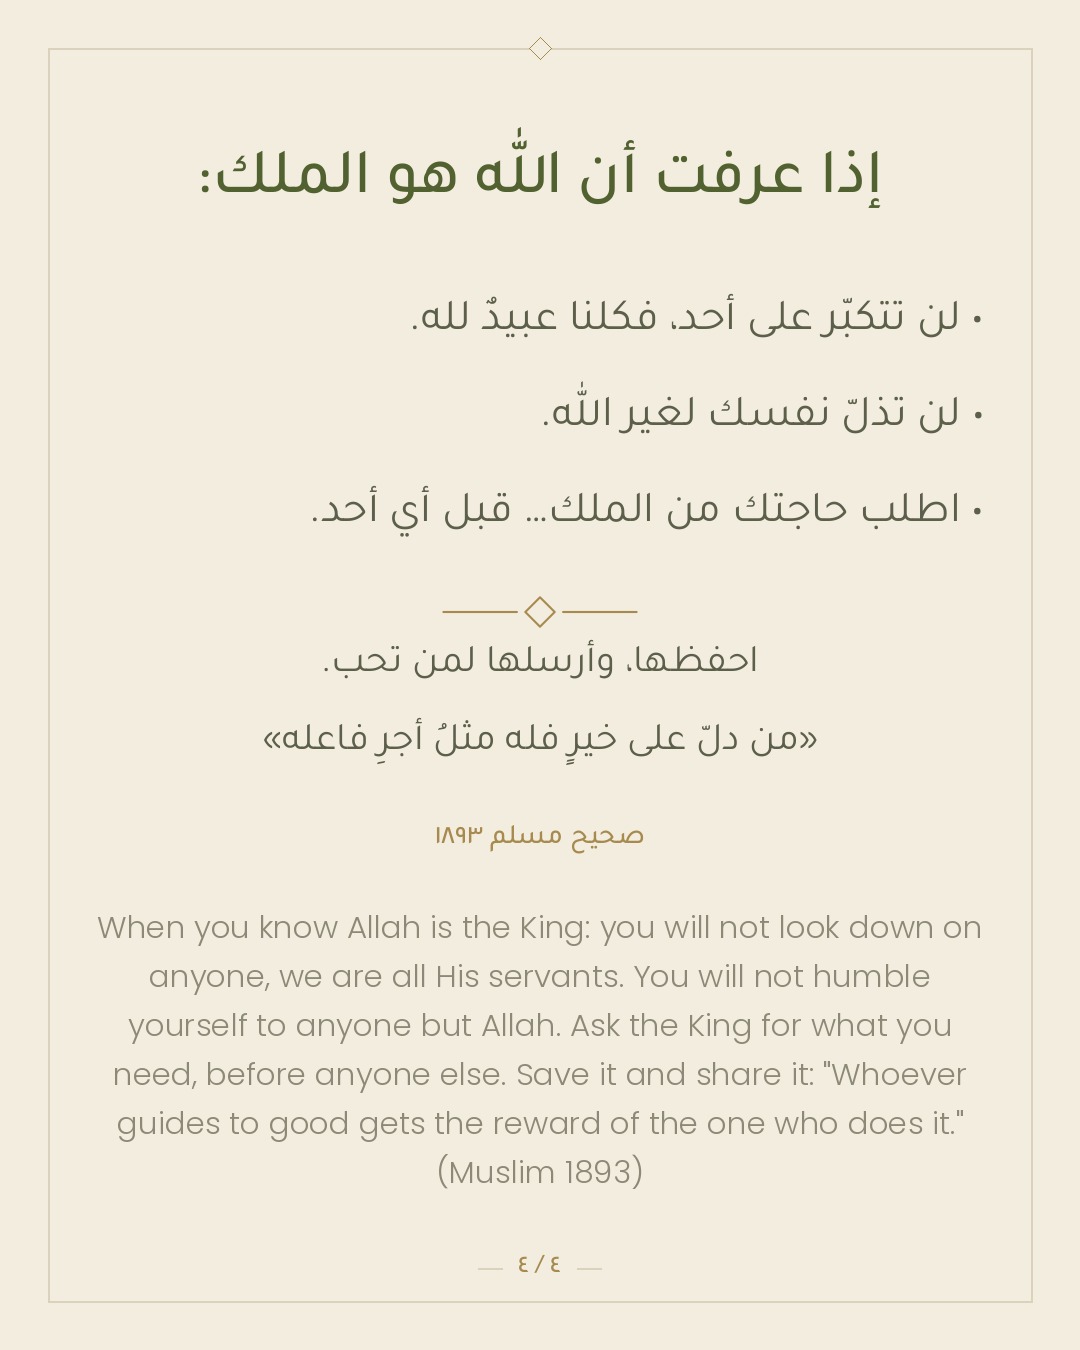 إذا عرفت أن الله هو الملك:
• لن تتكبّر على أحد، فكلنا عبيدٌ لله.
• لن تذلّ نفسك لغير الله.
• اطلب حاجتك من الملك... قبل أي أحد.
احفظها، وأرسلها لمن تحب.
«من دلّ على خيرٍ فله مثلُ أجرِ فاعله»
صحيح مسلم ١٨٩٣
When you know Allah is the King: you will not look down on
anyone, we are all His servants. You will not humble
yourself to anyone but Allah. Ask the King for what you
need, before anyone else. Save it and share it: "Whoever
guides to good gets the reward of the one who does it."
(Muslim 1893)
٤ / ٤